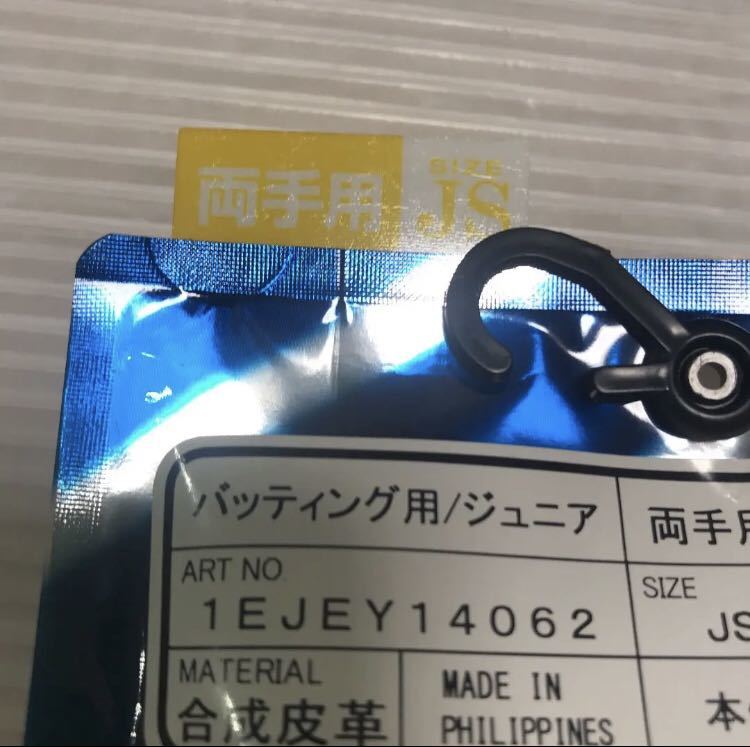 両手用 SIZE JS
バッティング用/ジュニア 両手用
ART NO. SIZE
1EJEY14062 JS
MATERIAL MADE IN
合成皮革 PHILIPPINES 本